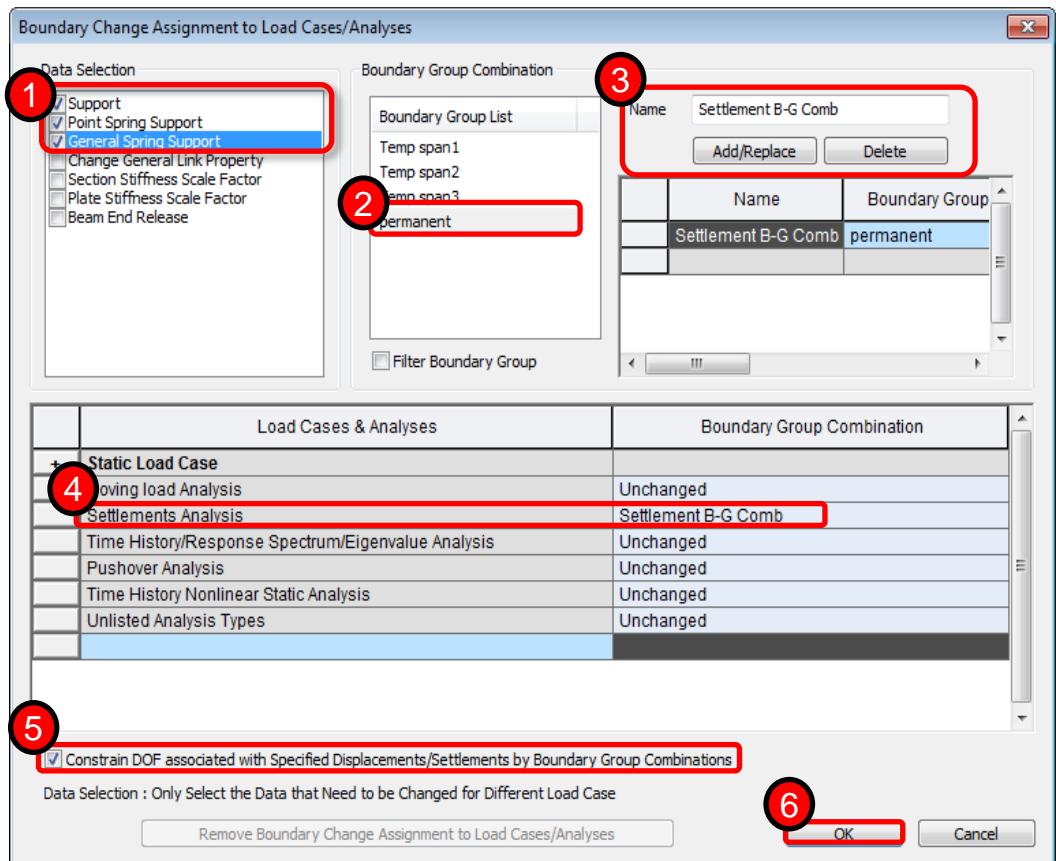 Boundary Change Assignment to Load Cases/Analyses
Data Selection
1
Support
Point Spring Support
General Spring Support
Change General Link Property
Section Stiffness Scale Factor
Plate Stiffness Scale Factor
Beam End Release
Boundary Group Combination
Boundary Group List
Temp span1
Temp span2
Temp span3
2
permanent
Filter Boundary Group
3
Name Settlement B-G Comb
Add/Replace Delete
Name Boundary Group
Settlement B-G Comb permanent
Load Cases & Analyses Boundary Group Combination
+ Static Load Case
4
Moving load Analysis Unchanged
Settlements Analysis Settlement B-G Comb
Time History/Response Spectrum/Eigenvalue Analysis Unchanged
Pushover Analysis Unchanged
Time History Nonlinear Static Analysis Unchanged
Unlisted Analysis Types Unchanged
5
Constrain DOF associated with Specified Displacements/Settlements by Boundary Group Combinations
Data Selection : Only Select the Data that Need to be Changed for Different Load Case
6
Remove Boundary Change Assignment to Load Cases/Analyses OK Cancel